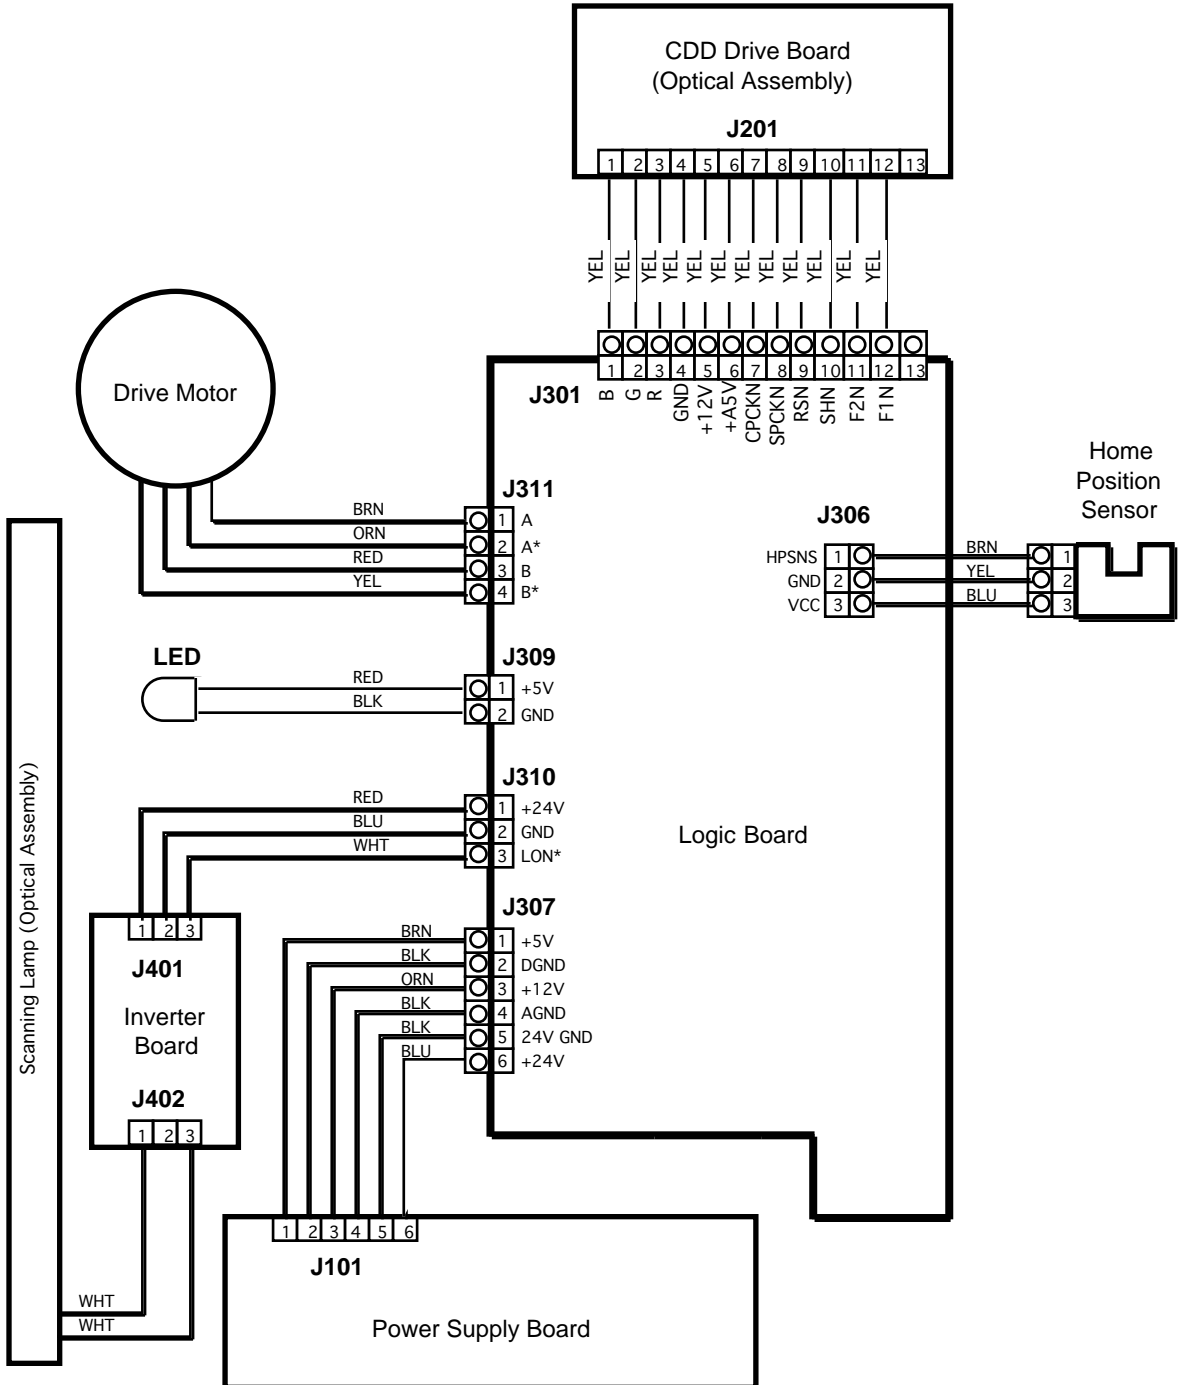 CDD Drive Board
(Optical Assembly)
J201
1 2 3 4 5 6 7 8 9 10 11 12 13
YEL YEL YEL YEL YEL YEL YEL YEL YEL YEL YEL YEL
1 2 3 4 5 6 7 8 9 10 11 12 13
J301
B G R GND +12V +A5V CPCKN SPCKN RSN SHN F2N F1N
Drive Motor
J311
BRN 1 A
ORN 2 A*
RED 3 B
YEL 4 B*
Home
Position
Sensor
J306
HPSNS 1 BRN 1
GND 2 YEL 2
VCC 3 BLU 3
LED
J309
RED 1 +5V
BLK 2 GND
J310
RED 1 +24V
BLU 2 GND
WHT 3 LON*
Logic Board
Scanning Lamp (Optical Assembly)
J307
BRN 1 +5V
BLK 2 DGND
ORN 3 +12V
BLK 4 AGND
BLK 5 24V GND
BLU 6 +24V
1 2 3
J401
Inverter
Board
J402
1 2 3
WHT
WHT
1 2 3 4 5 6
J101
Power Supply Board